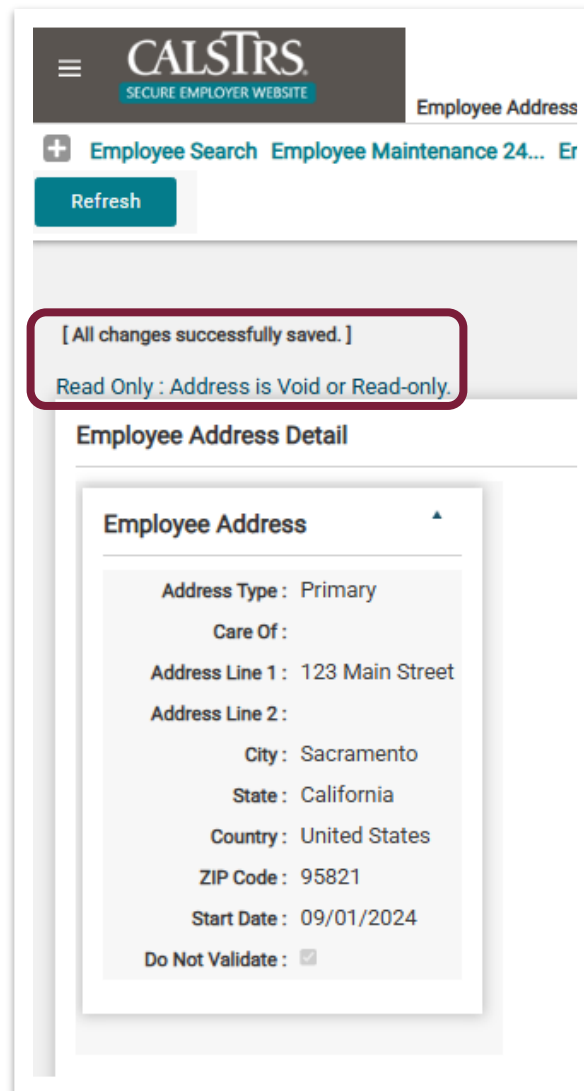 CALSTRS.
SECURE EMPLOYER WEBSITE
Employee Address
Employee Search Employee Maintenance 24... Er
Refresh
[ All changes successfully saved. ]
Read Only : Address is Void or Read-only.
Employee Address Detail
Employee Address
Address Type : Primary
Care Of :
Address Line 1 : 123 Main Street
Address Line 2 :
City : Sacramento
State : California
Country : United States
ZIP Code : 95821
Start Date : 09/01/2024
Do Not Validate :